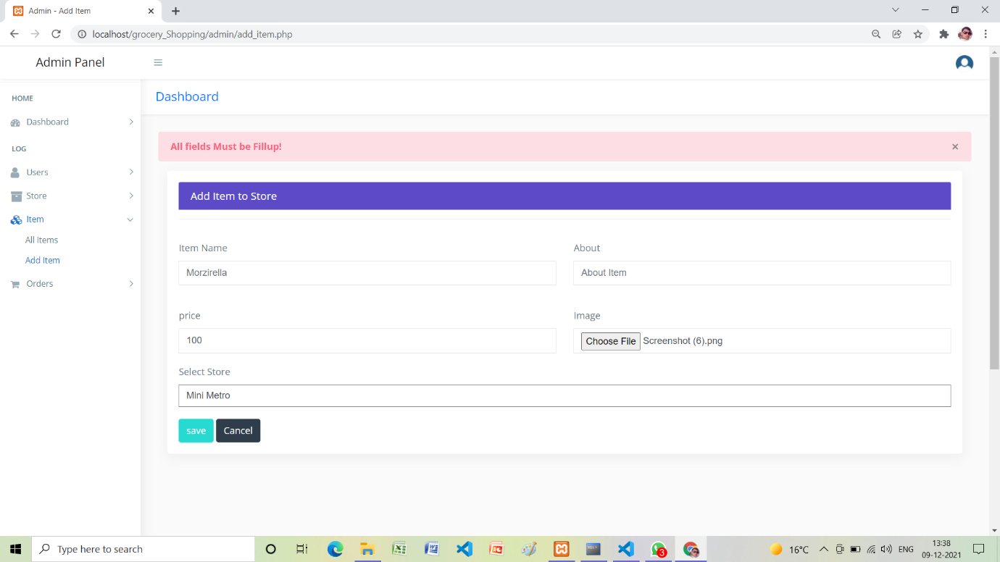 Admin - Add Item
localhost/grocery_Shopping/admin/add_item.php
Admin Panel
HOME
Dashboard
LOG
Users
Store
Item
All Items
Add Item
Orders
Dashboard
All fields Must be Fillup!
×
Add Item to Store
Item Name
About
Morzirella
About Item
price
Image
100
Choose File Screenshot (6).png
Select Store
Mini Metro
save Cancel
Type here to search
3
16°C
ENG
13:38
09-12-2021